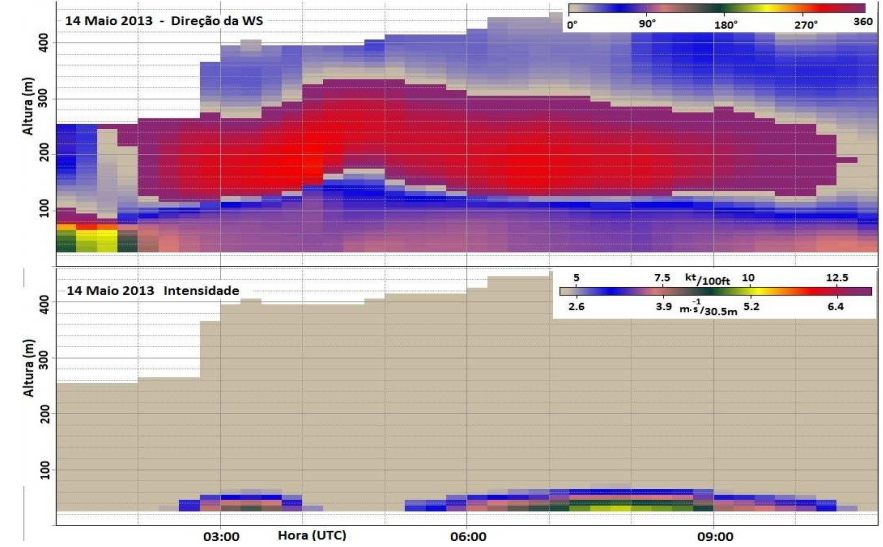 14 Maio 2013 - Direção da WS
0° 90° 180° 270° 360
Altura (m)
400
300
200
100
14 Maio 2013 Intensidade
5 7.5 kt/100ft 10 12.5
2.6 3.9 m·s⁻¹/30.5m 5.2 6.4
Altura (m)
400
300
200
100
03:00 Hora (UTC) 06:00 09:00